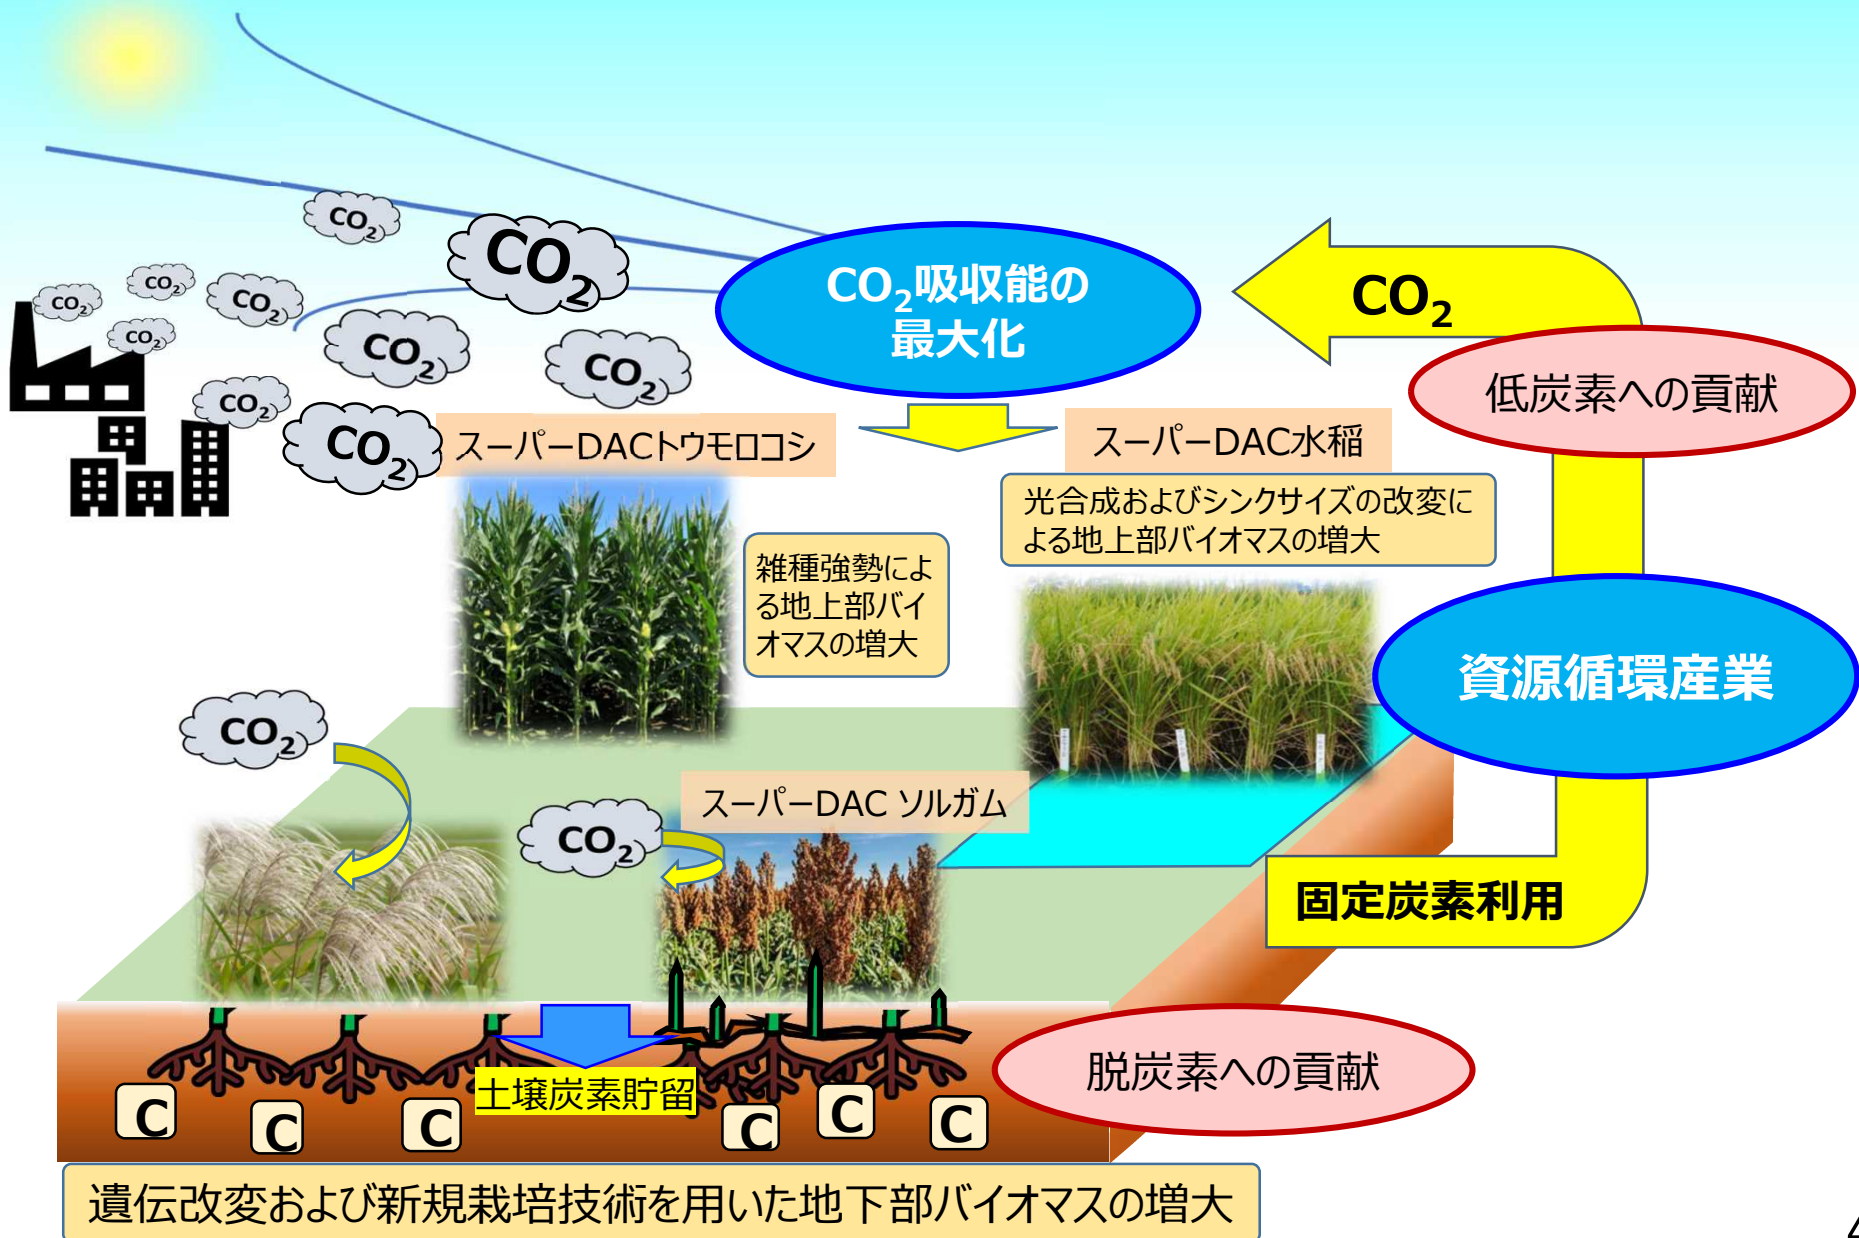 CO₂
CO₂
CO₂
CO₂
CO₂
CO₂
CO₂
CO₂
CO₂
CO₂
CO₂吸収能の
最大化
CO₂
低炭素への貢献
スーパーDACトウモロコシ
スーパーDAC水稲
光合成およびシンクサイズの改変に
よる地上部バイオマスの増大
雑種強勢によ
る地上部バイ
オマスの増大
資源循環産業
CO₂
スーパーDAC ソルガム
CO₂
固定炭素利用
脱炭素への貢献
土壌炭素貯留
C
C
C
C
C
C
遺伝改変および新規栽培技術を用いた地下部バイオマスの増大